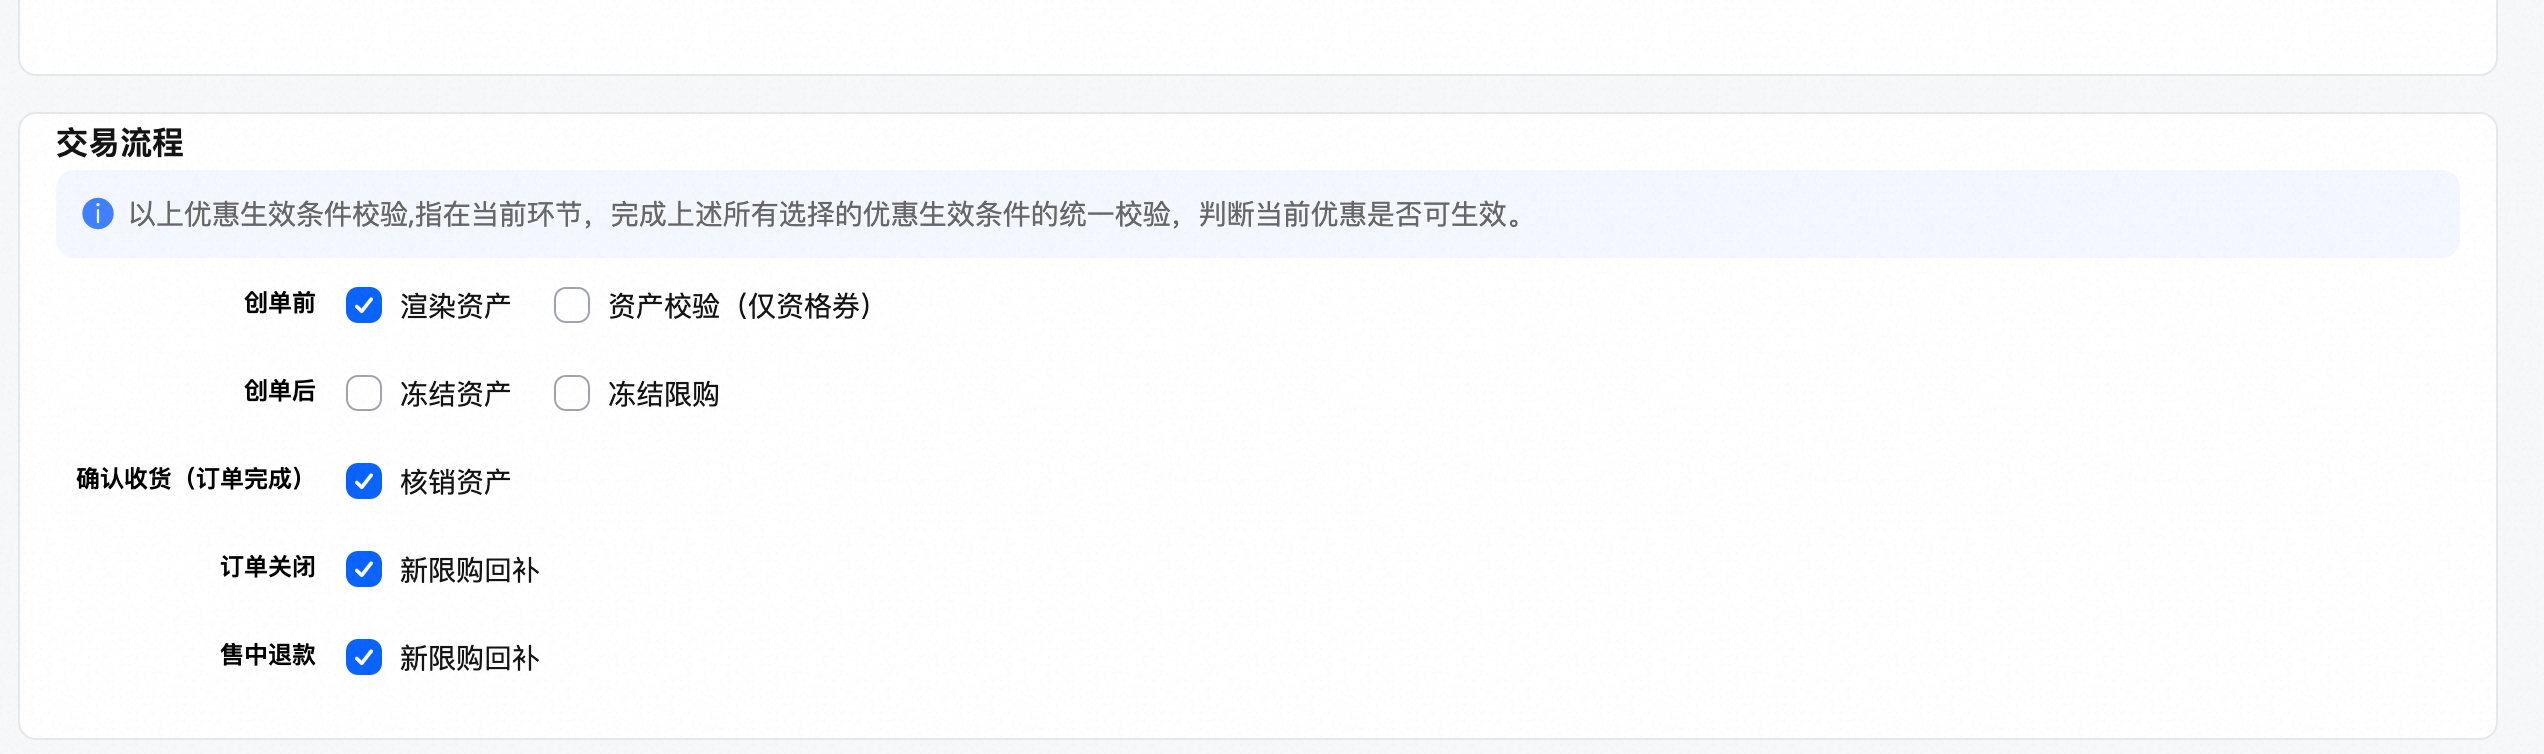 交易流程
以上优惠生效条件校验,指在当前环节，完成上述所有选择的优惠生效条件的统一校验，判断当前优惠是否可生效。
创单前 渲染资产 资产校验（仅资格券）
创单后 冻结资产 冻结限购
确认收货（订单完成） 核销资产
订单关闭 新限购回补
售中退款 新限购回补